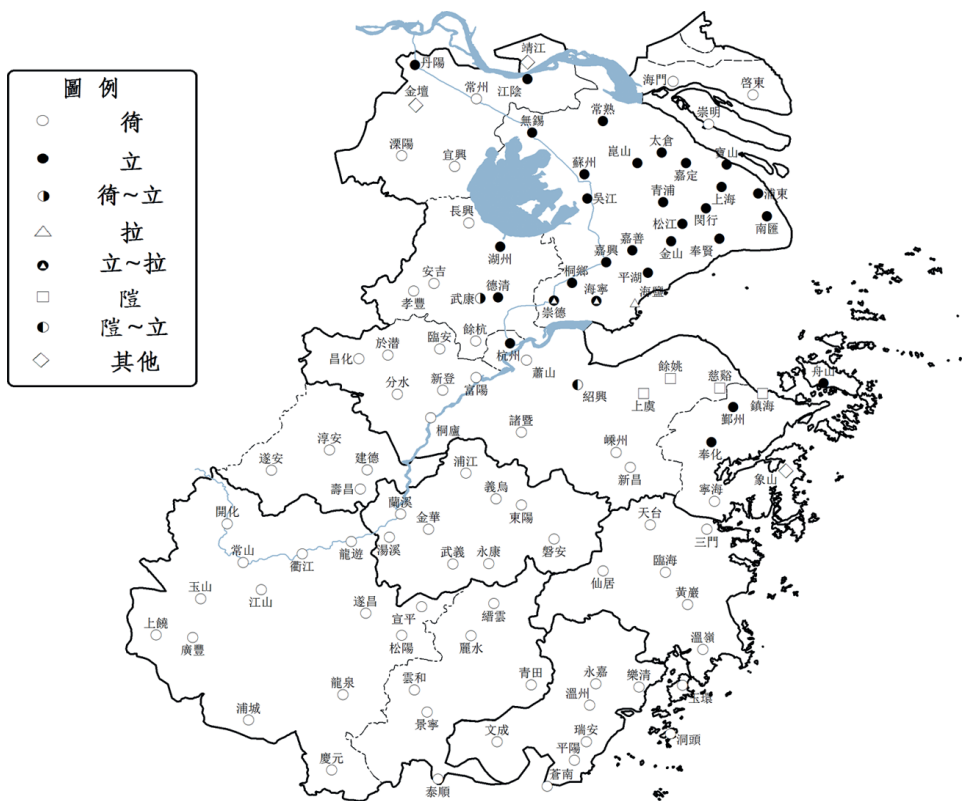 圖 例
徛
立
徛～立
拉
立～拉
隑
隑～立
其他
靖江
丹陽
海門
啓東
金壇
常州
江陰
常熟
崇明
無錫
溧陽
宜興
太倉
崑山
寶山
蘇州
嘉定
青浦
上海
浦東
吳江
長興
松江
閔行
南匯
湖州
嘉興
嘉善
金山
奉賢
桐鄉
平湖
安吉
德清
海寧
海鹽
孝豐
武康
崇德
臨安
餘杭
於潛
昌化
杭州
蕭山
分水
新登
富陽
紹興
餘姚
慈谿
舟山
上虞
鎮海
鄞州
桐廬
諸暨
奉化
淳安
嵊州
遂安
建德
浦江
新昌
象山
壽昌
義烏
寧海
蘭溪
東陽
天台
開化
金華
三門
常山
衢江
龍遊
湯溪
武義
永康
磐安
臨海
仙居
玉山
江山
黃巖
遂昌
宣平
縉雲
上饒
廣豐
松陽
麗水
溫嶺
青田
永嘉
樂清
龍泉
雲和
溫州
玉環
浦城
景寧
文成
瑞安
洞頭
慶元
平陽
泰順
蒼南